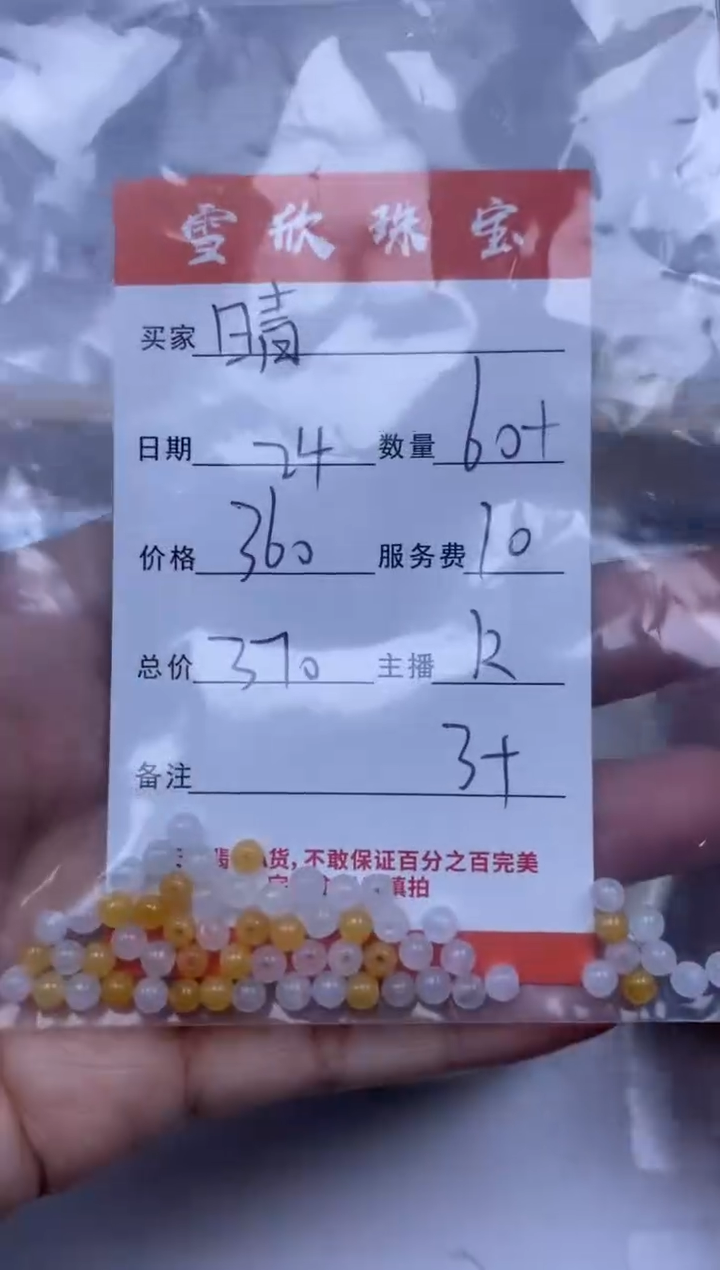 雪欣珠宝
买家 晴
日期 24 数量 60+
价格 360 服务费 10
总价 370 主播 R
备注 3+
翡 货,不敢保证百分之百完美
慎拍